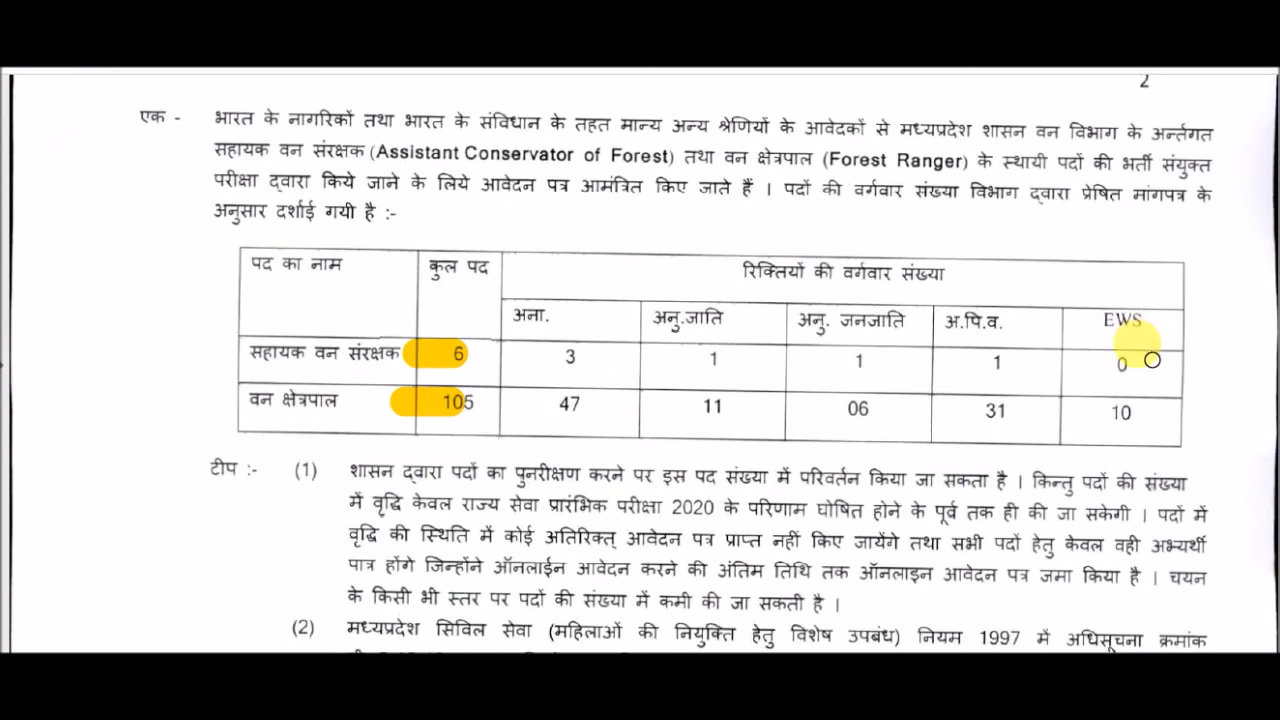 2
एक - भारत के नागरिकों तथा भारत के संविधान के तहत मान्य अन्य श्रेणियों के आवेदकों से मध्यप्रदेश शासन वन विभाग के अर्न्तगत
सहायक वन संरक्षक (Assistant Conservator of Forest) तथा वन क्षेत्रपाल (Forest Ranger) के स्थायी पदों की भर्ती संयुक्त
परीक्षा द्वारा किये जाने के लिये आवेदन पत्र आमंत्रित किए जाते हैं । पदों की वर्गवार संख्या विभाग द्वारा प्रेषित मांगपत्र के
अनुसार दर्शाई गयी है :-
पद का नाम कुल पद रिक्तियों की वर्गवार संख्या
अना. अनु.जाति अनु. जनजाति अ.पि.व. EWS
सहायक वन संरक्षक 6 3 1 1 1 0
वन क्षेत्रपाल 105 47 11 06 31 10
टीप :- (1) शासन द्वारा पदों का पुनरीक्षण करने पर इस पद संख्या में परिवर्तन किया जा सकता है । किन्तु पदों की संख्या
में वृद्धि केवल राज्य सेवा प्रारंभिक परीक्षा 2020 के परिणाम घोषित होने के पूर्व तक ही की जा सकेगी । पदों में
वृद्धि की स्थिति में कोई अतिरिक्त् आवेदन पत्र प्राप्त नहीं किए जायेंगे तथा सभी पदों हेतु केवल वही अभ्यर्थी
पात्र होंगे जिन्होंने ऑनलाईन आवेदन करने की अंतिम तिथि तक ऑनलाइन आवेदन पत्र जमा किया है । चयन
के किसी भी स्तर पर पदों की संख्या में कमी की जा सकती है ।
(2) मध्यप्रदेश सिविल सेवा (महिलाओं की नियुक्ति हेतु विशेष उपबंध) नियम 1997 में अधिसूचना क्रमांक